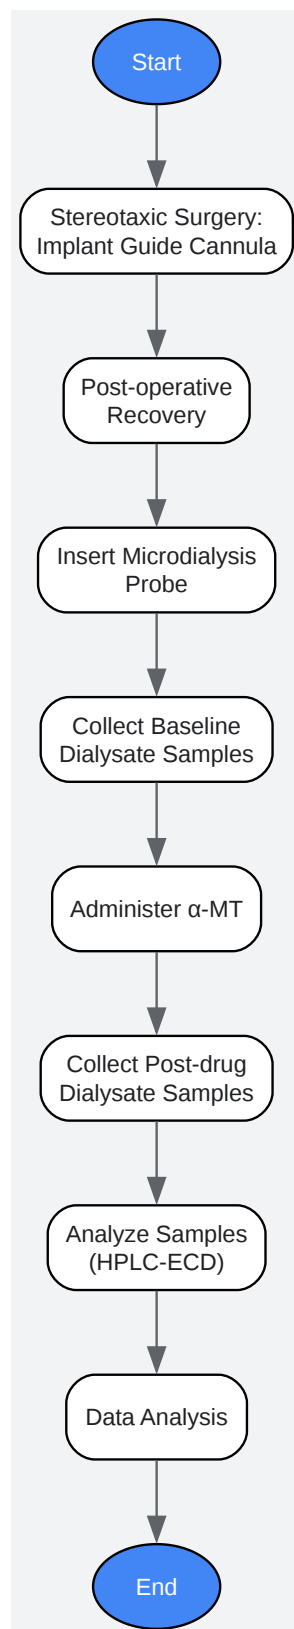 Start
Stereotaxic Surgery:
Implant Guide Cannula
Post-operative
Recovery
Insert Microdialysis
Probe
Collect Baseline
Dialysate Samples
Administer α-MT
Collect Post-drug
Dialysate Samples
Analyze Samples
(HPLC-ECD)
Data Analysis
End